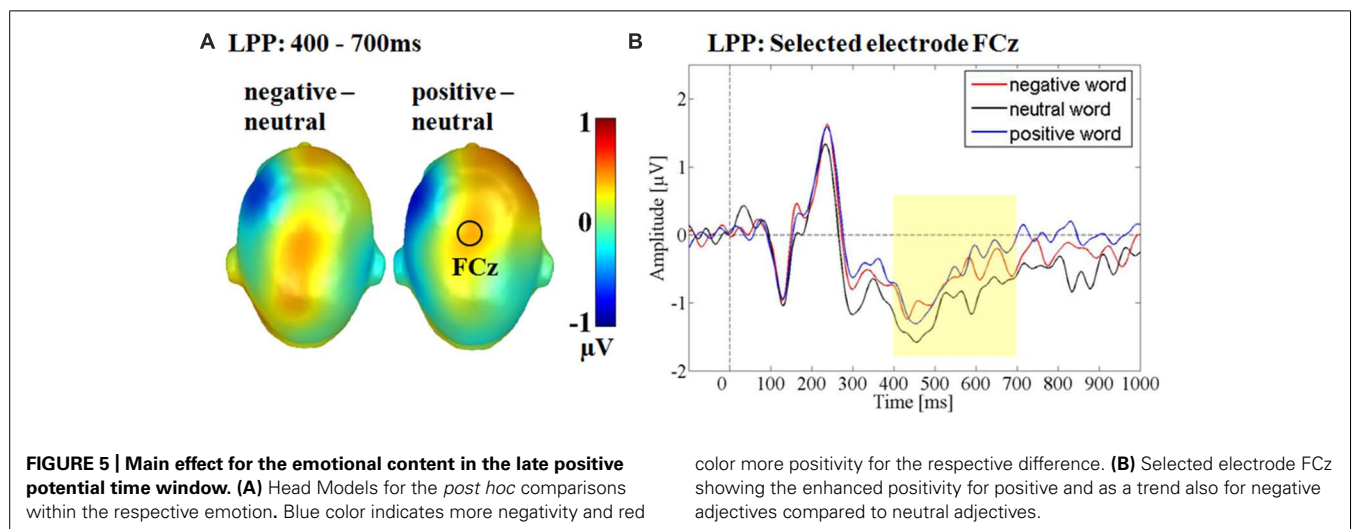 A LPP: 400 - 700ms
negative –
neutral
positive –
neutral
1
0
-1
µV
FCz
B LPP: Selected electrode FCz
negative word
neutral word
positive word
Amplitude [µV]
2
1
0
-1
-2
0 100 200 300 400 500 600 700 800 900 1000
Time [ms]
FIGURE 5 | Main effect for the emotional content in the late positive
potential time window. (A) Head Models for the post hoc comparisons
within the respective emotion. Blue color indicates more negativity and red
color more positivity for the respective difference. (B) Selected electrode FCz
showing the enhanced positivity for positive and as a trend also for negative
adjectives compared to neutral adjectives.